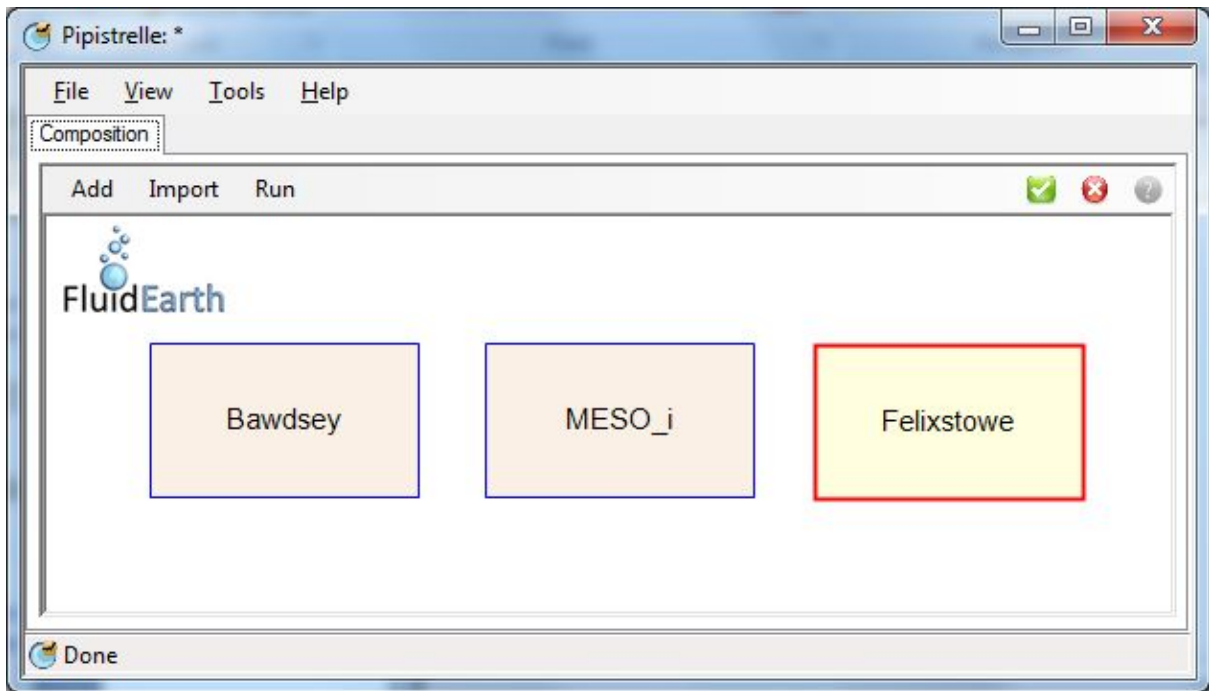 Pipistrelle: *
File View Tools Help
Composition
Add Import Run
FluidEarth
Bawdsey MESO_i Felixstowe
Done